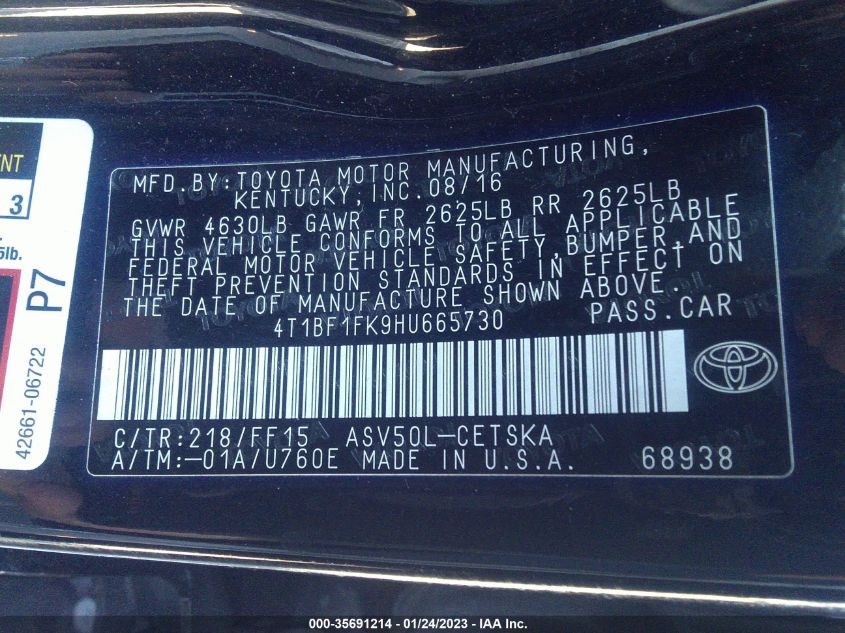 MFD.BY:TOYOTA MOTOR MANUFACTURING,
KENTUCKY,INC.08/16
GVWR 4630LB GAWR FR 2625LB RR 2625LB
THIS VEHICLE CONFORMS TO ALL APPLICABLE
FEDERAL MOTOR VEHICLE SAFETY,BUMPER,AND
THEFT PREVENTION STANDARDS IN EFFECT ON
THE DATE OF MANUFACTURE SHOWN ABOVE.
4T1BF1FK9HU665730 PASS.CAR
C/TR:218/FF15 ASV50L-CETSKA
A/TM:-01A/U760E MADE IN U.S.A. 68938
3
lb.
P7
42661-06722
000-35691214 - 01/24/2023 - IAA Inc.